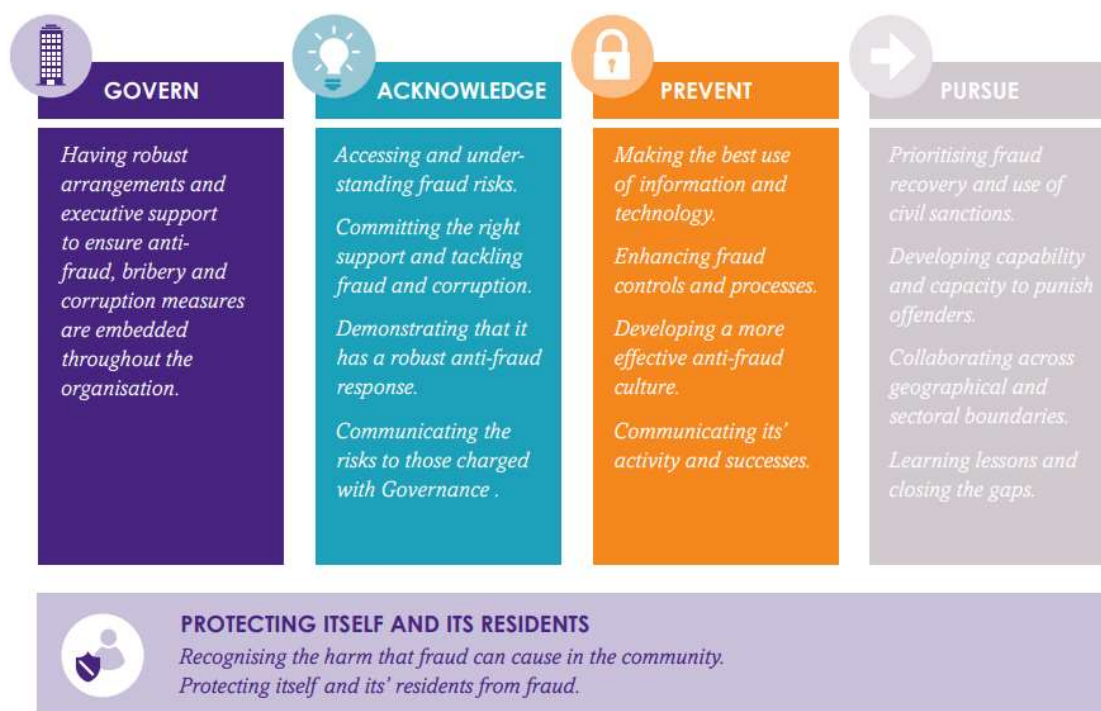 GOVERN
Having robust
arrangements and
executive support
to ensure anti-
fraud, bribery and
corruption measures
are embedded
throughout the
organisation.
ACKNOWLEDGE
Accessing and under-
standing fraud risks.
Committing the right
support and tackling
fraud and corruption.
Demonstrating that it
has a robust anti-fraud
response.
Communicating the
risks to those charged
with Governance .
PREVENT
Making the best use
of information and
technology.
Enhancing fraud
controls and processes.
Developing a more
effective anti-fraud
culture.
Communicating its’
activity and successes.
PURSUE
Prioritising fraud
recovery and use of
civil sanctions.
Developing capability
and capacity to punish
offenders.
Collaborating across
geographical and
sectoral boundaries.
Learning lessons and
closing the gaps.
PROTECTING ITSELF AND ITS RESIDENTS
Recognising the harm that fraud can cause in the community.
Protecting itself and its’ residents from fraud.